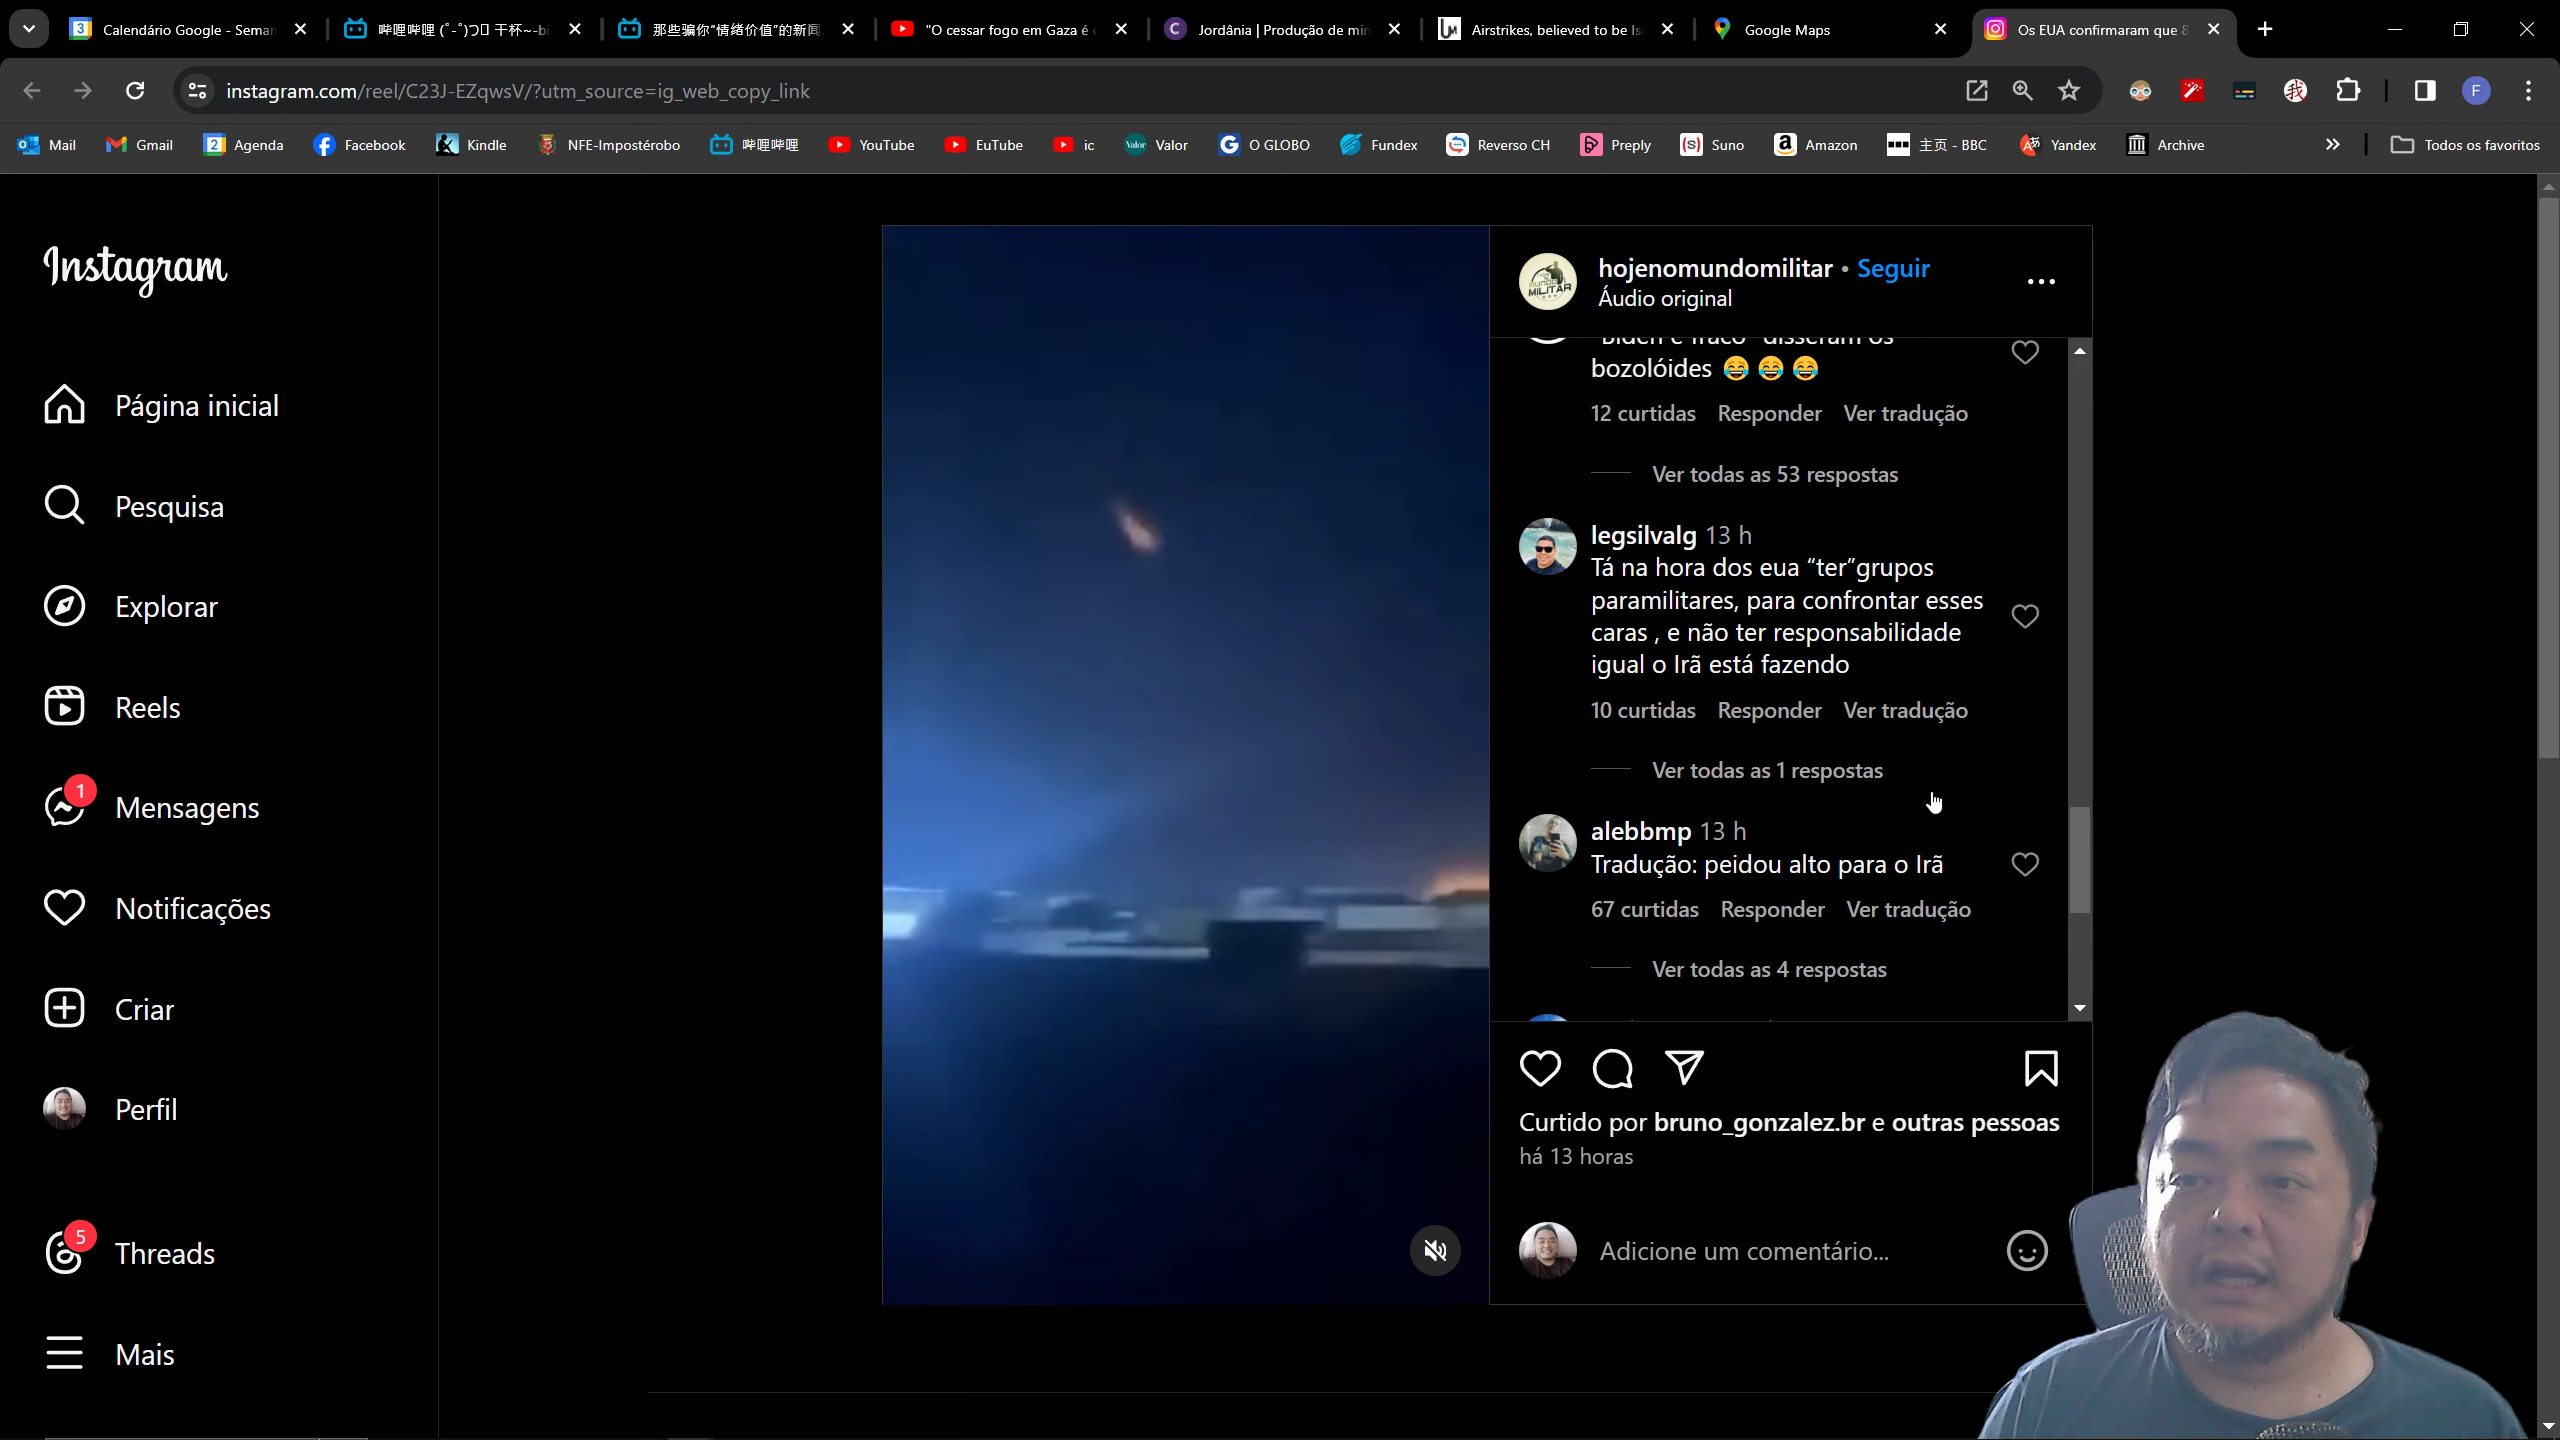 Calendário Google - Seman
哔哩哔哩 (゜-゜)つロ 干杯~-bi
那些骗你“情绪价值”的新闻
"O cessar fogo em Gaza é
Jordânia | Produção de min
Airstrikes, believed to be Is
Google Maps
Os EUA confirmaram que 8
instagram.com/reel/C23J-EZqwsV/?utm_source=ig_web_copy_link
F
Mail
Gmail
2 Agenda
Facebook
Kindle
NFE-Impostérobo
哔哩哔哩
YouTube
EuTube
ic
Valor
O GLOBO
Fundex
Reverso CH
Preply
Suno
Amazon
主页 - BBC
Yandex
Archive
»
Todos os favoritos
Instagram
Página inicial
Pesquisa
Explorar
Reels
1
Mensagens
Notificações
Criar
Perfil
5
Threads
Mais
hojenomundomilitar • Seguir
Áudio original
"Biden é fraco" disseram os
bozolóides 😂 😂 😂
12 curtidas Responder Ver tradução
Ver todas as 53 respostas
legsilvalg 13 h
Tá na hora dos eua “ter”grupos
paramilitares, para confrontar esses
caras , e não ter responsabilidade
igual o Irã está fazendo
10 curtidas Responder Ver tradução
Ver todas as 1 respostas
alebbmp 13 h
Tradução: peidou alto para o Irã
67 curtidas Responder Ver tradução
Ver todas as 4 respostas
Curtido por bruno_gonzalez.br e outras pessoas
há 13 horas
Adicione um comentário...